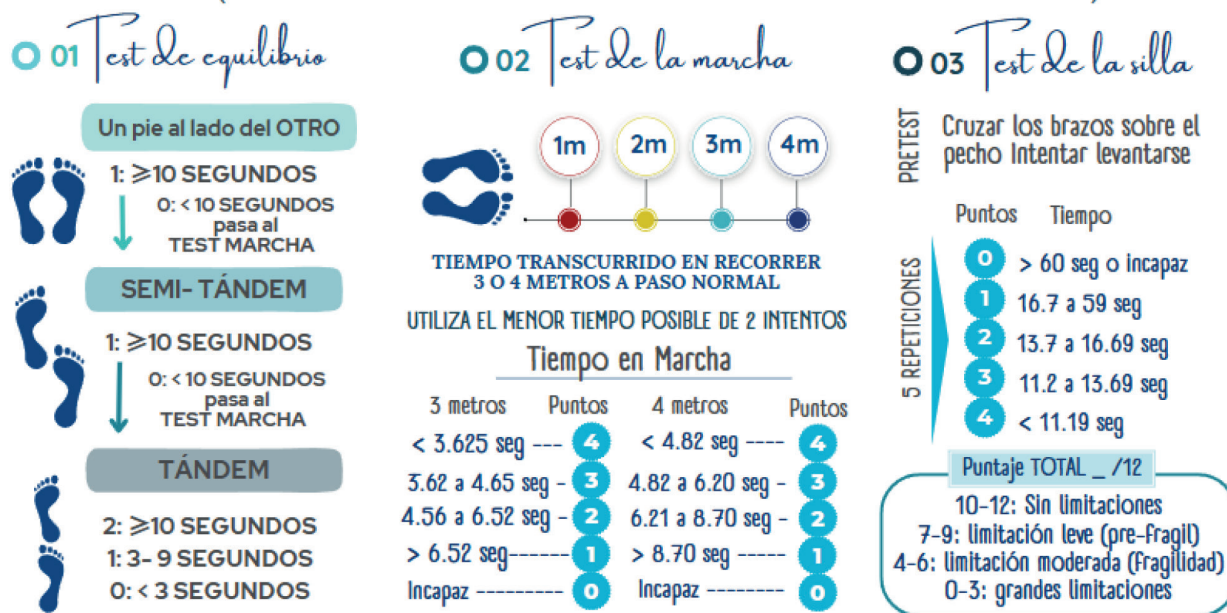 01 Test de equilibrio
Un pie al lado del OTRO
1: ⩾10 SEGUNDOS
0: < 10 SEGUNDOS
pasa al
TEST MARCHA
SEMI- TÁNDEM
1: ⩾10 SEGUNDOS
0: < 10 SEGUNDOS
pasa al
TEST MARCHA
TÁNDEM
2: ⩾10 SEGUNDOS
1: 3- 9 SEGUNDOS
0: < 3 SEGUNDOS
02 Test de la marcha
1m 2m 3m 4m
TIEMPO TRANSCURRIDO EN RECORRER
3 O 4 METROS A PASO NORMAL
UTILIZA EL MENOR TIEMPO POSIBLE DE 2 INTENTOS
Tiempo en Marcha
3 metros Puntos 4 metros Puntos
< 3.625 seg --- 4 < 4.82 seg ---- 4
3.62 a 4.65 seg - 3 4.82 a 6.20 seg - 3
4.56 a 6.52 seg - 2 6.21 a 8.70 seg - 2
> 6.52 seg------ 1 > 8.70 seg ----- 1
Incapaz --------- 0 Incapaz ------- 0
03 Test de la silla
PRETEST
Cruzar los brazos sobre el
pecho Intentar levantarse
Puntos Tiempo
5 REPETICIONES
0 > 60 seg o incapaz
1 16.7 a 59 seg
2 13.7 a 16.69 seg
3 11.2 a 13.69 seg
4 < 11.19 seg
Puntaje TOTAL _ /12
10-12: Sin limitaciones
7-9: limitación leve (pre-fragil)
4-6: limitación moderada (fragilidad)
0-3: grandes limitaciones